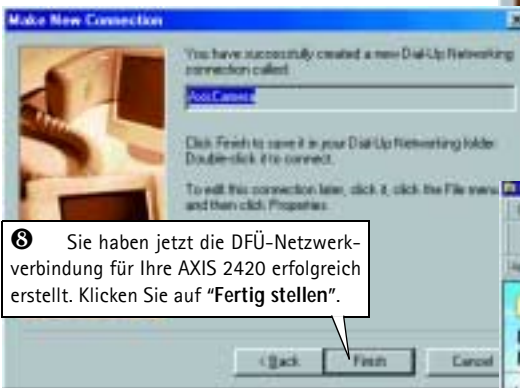 Make New Connection
You have successfully created a new Dial-Up Networking
connection called:
AxisCamera
Click Finish to save it in your Dial-Up Networking folder.
Double-click it to connect.
To edit this connection later, click it, click the File menu
and then click Properties.
❽ Sie haben jetzt die DFÜ-Netzwerk-
verbindung für Ihre AXIS 2420 erfolgreich
erstellt. Klicken Sie auf "Fertig stellen".
< Back
Finish
Cancel